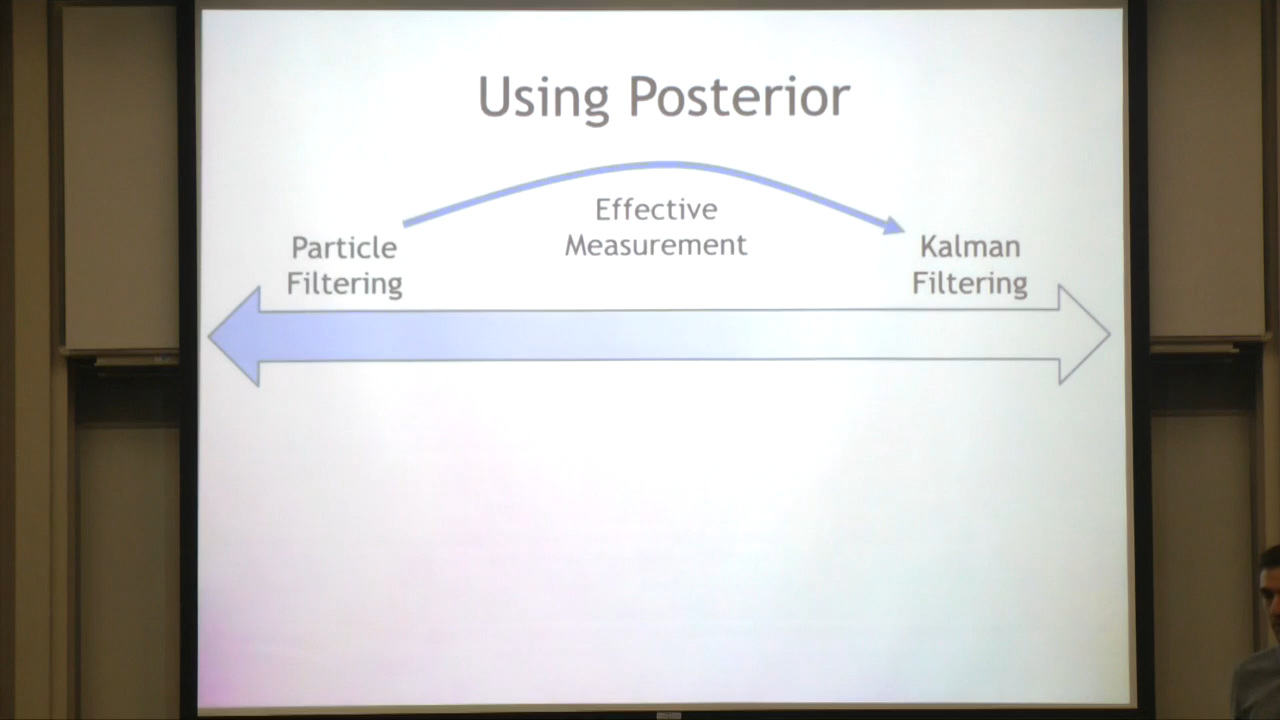 Using Posterior
Effective
Measurement
Particle
Filtering
Kalman
Filtering